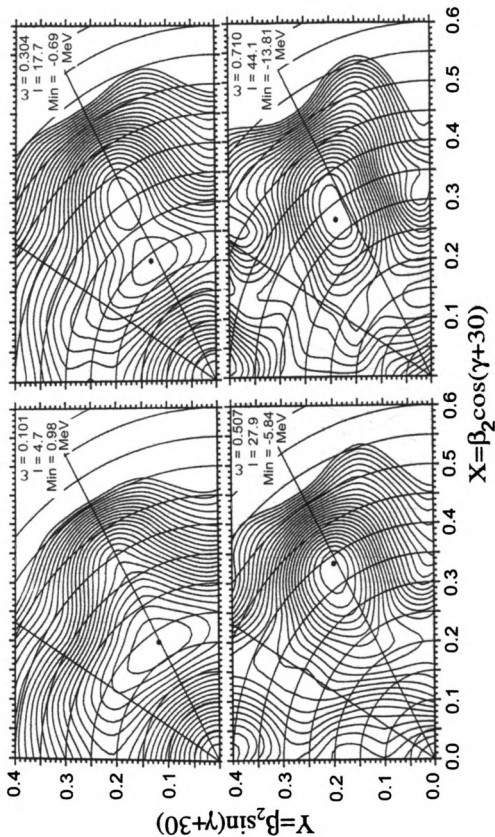 Y=β₂sin(γ+30)
0.4
0.3
0.2
0.1
ω = 0.101
I = 4.7
Min = 0.98
MeV
ω = 0.304
I = 17.7
Min = -0.69
MeV
0.4
0.3
0.2
0.1
0.0
ω = 0.507
I = 27.9
Min = -5.84
MeV
ω = 0.710
I = 44.1
Min = -13.81
MeV
0.0 0.1 0.2 0.3 0.4 0.5 0.6 0.1 0.2 0.3 0.4 0.5 0.6
X=β₂cos(γ+30)